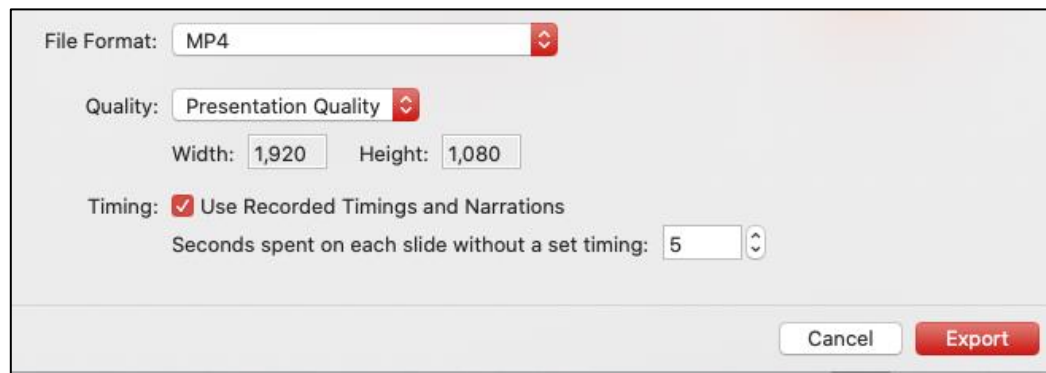 File Format: MP4
Quality: Presentation Quality
Width: 1,920 Height: 1,080
Timing: Use Recorded Timings and Narrations
Seconds spent on each slide without a set timing: 5
Cancel Export